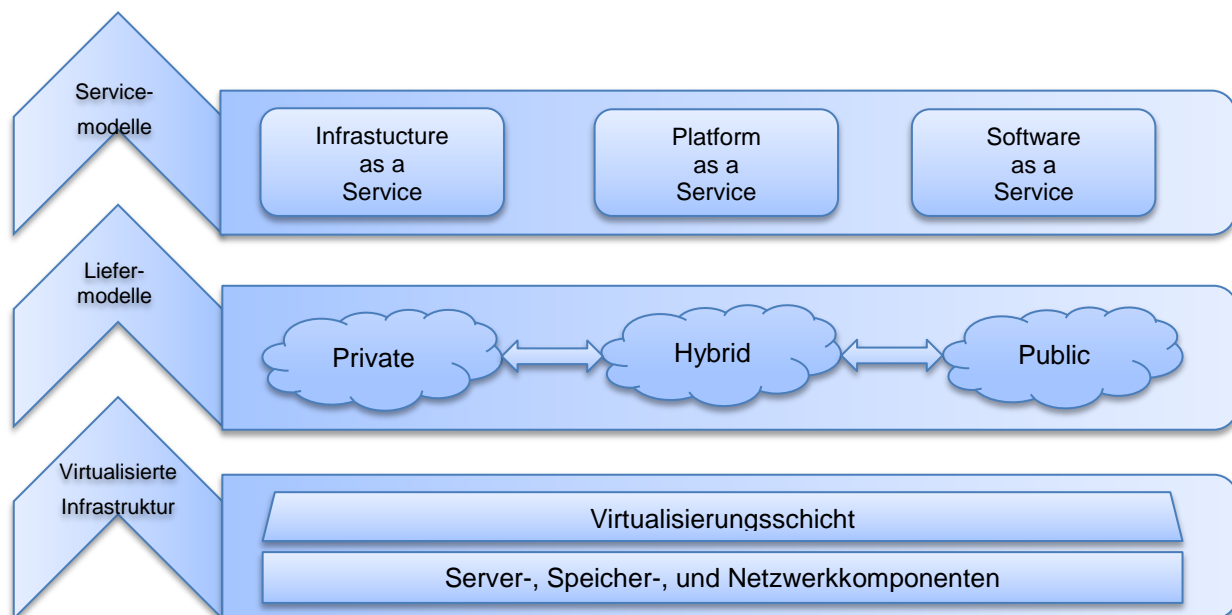 Service-
modelle
Infrastucture
as a
Service
Platform
as a
Service
Software
as a
Service
Liefer-
modelle
Private
Hybrid
Public
Virtualisierte
Infrastruktur
Virtualisierungsschicht
Server-, Speicher-, und Netzwerkkomponenten